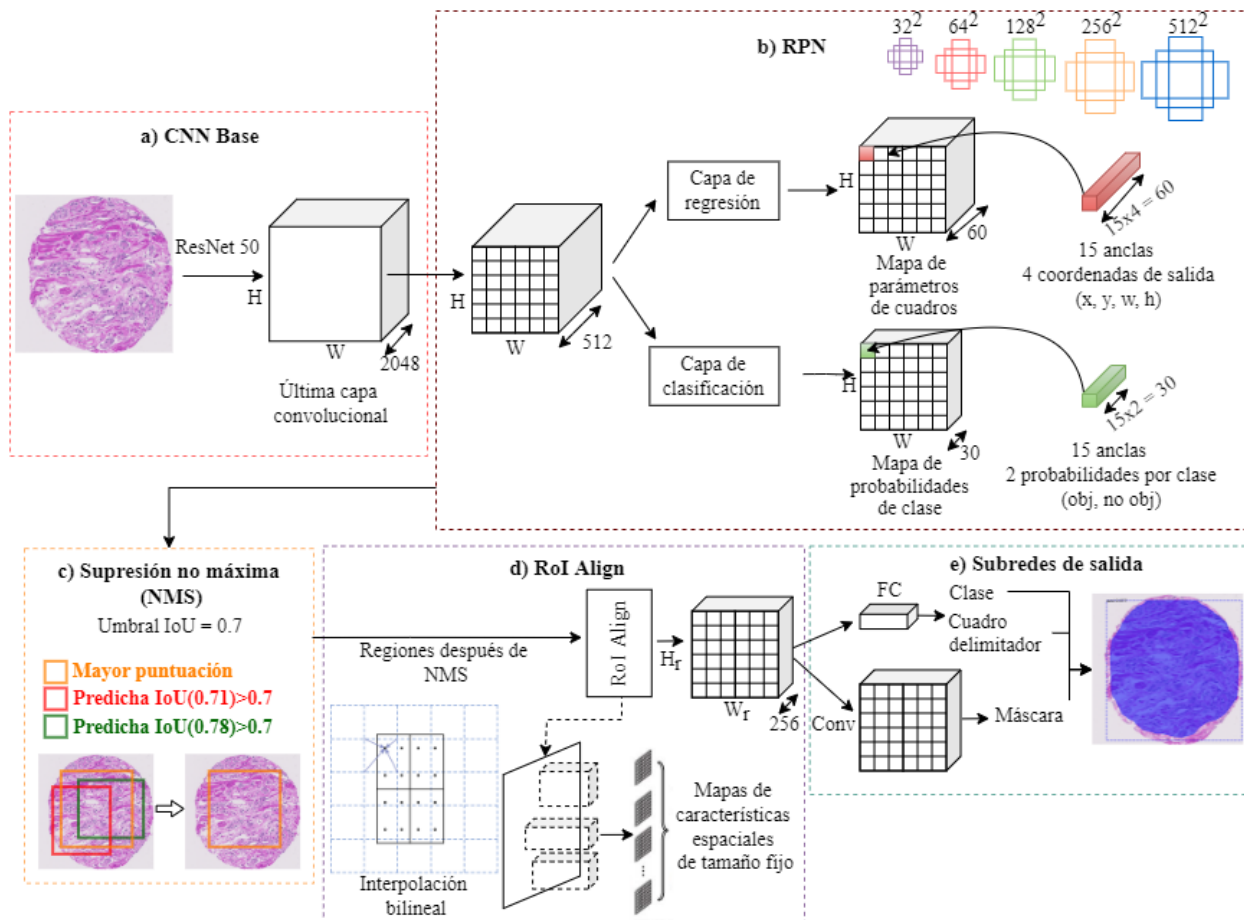 a) CNN Base
ResNet 50
H
W
2048
Última capa
convolucional
b) RPN
32²
64²
128²
256²
512²
H
W
512
Capa de
regresión
Capa de
clasificación
H
W
60
Mapa de
parámetros
de cuadros
15x4 = 60
15 anclas
4 coordenadas de salida
(x, y, w, h)
H
W
30
Mapa de
probabilidades
de clase
15x2 = 30
15 anclas
2 probabilidades por clase
(obj, no obj)
c) Supresión no máxima
(NMS)
Umbral IoU = 0.7
Mayor puntuación
Predicha IoU(0.71)>0.7
Predicha IoU(0.78)>0.7
d) RoI Align
Regiones después de
NMS
RoI Align
Hr
Wr
256
Interpolación
bilineal
Mapas de
características
espaciales
de tamaño fijo
e) Subredes de salida
FC
Clase
Cuadro
delimitador
Conv
Máscara